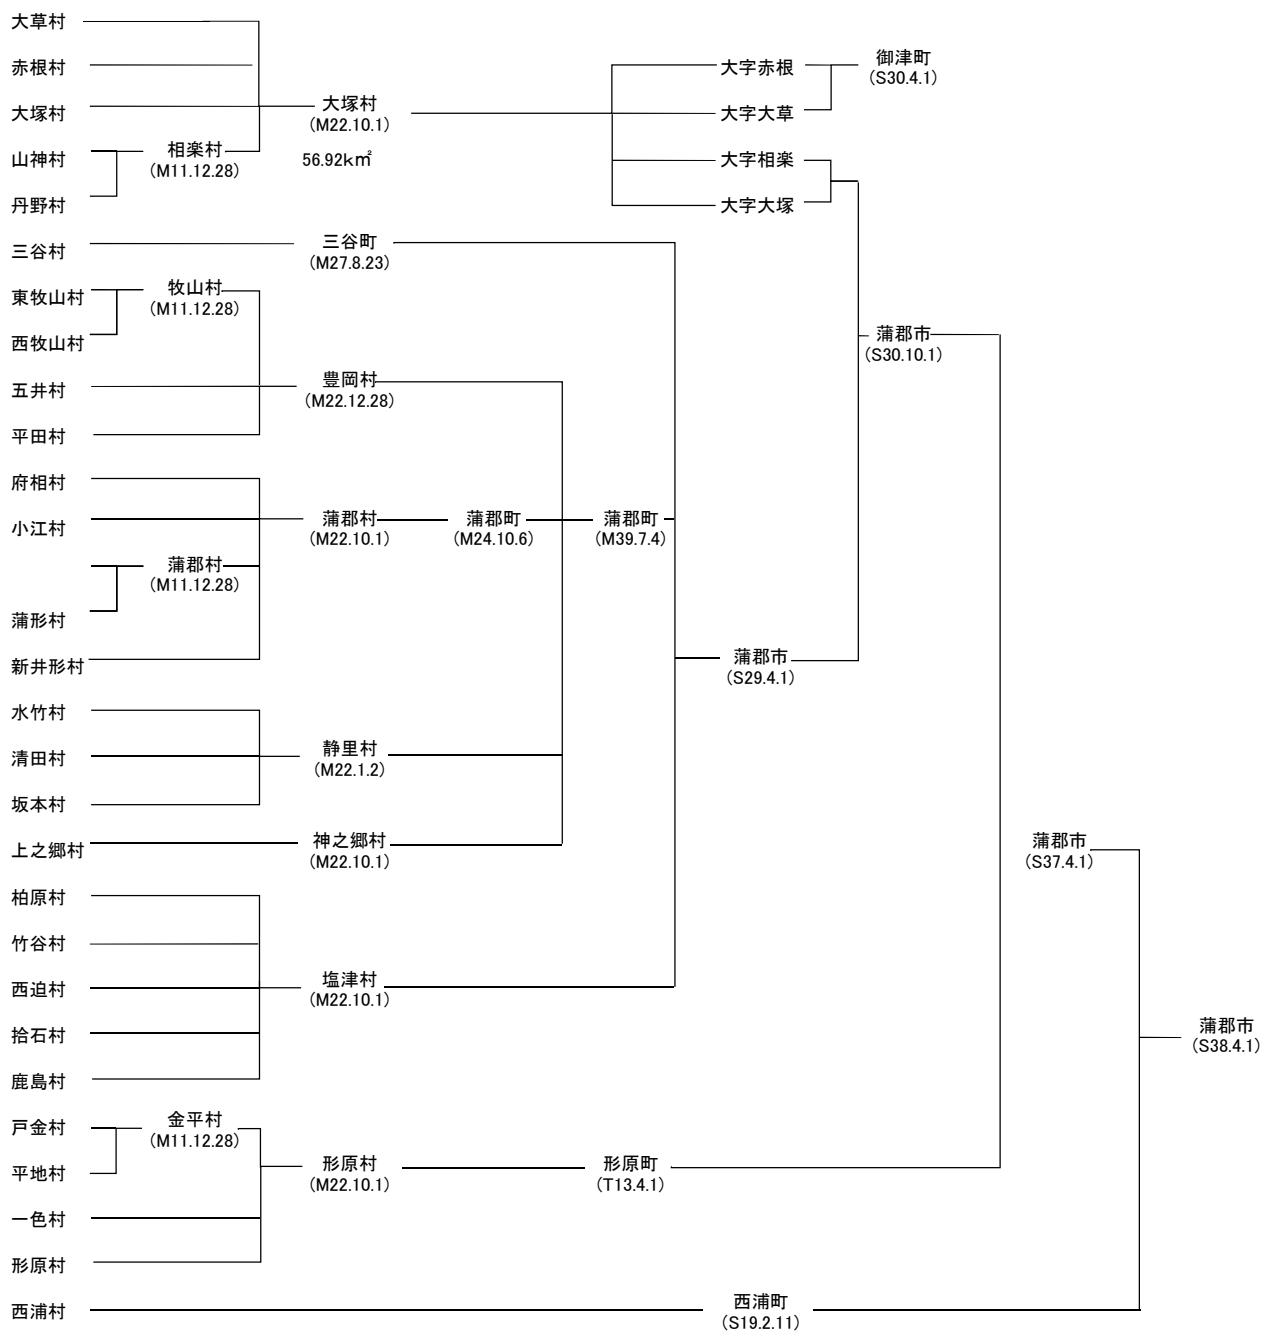 大草村
赤根村
大塚村
山神村
丹野村
三谷村
東牧山村
西牧山村
五井村
平田村
府相村
小江村
蒲形村
新井形村
水竹村
清田村
坂本村
上之郷村
柏原村
竹谷村
西迫村
拾石村
鹿島村
戸金村
平地村
一色村
形原村
西浦村
相楽村
(M11.12.28)
牧山村
(M11.12.28)
蒲郡村
(M11.12.28)
金平村
(M11.12.28)
大塚村
(M22.10.1)
56.92k㎡
三谷町
(M27.8.23)
豊岡村
(M22.12.28)
蒲郡村
(M22.10.1)
静里村
(M22.1.2)
神之郷村
(M22.10.1)
塩津村
(M22.10.1)
形原村
(M22.10.1)
蒲郡町
(M24.10.6)
蒲郡町
(M39.7.4)
形原町
(T13.4.1)
大字赤根
大字大草
大字相楽
大字大塚
蒲郡市
(S29.4.1)
西浦町
(S19.2.11)
御津町
(S30.4.1)
蒲郡市
(S30.10.1)
蒲郡市
(S37.4.1)
蒲郡市
(S38.4.1)